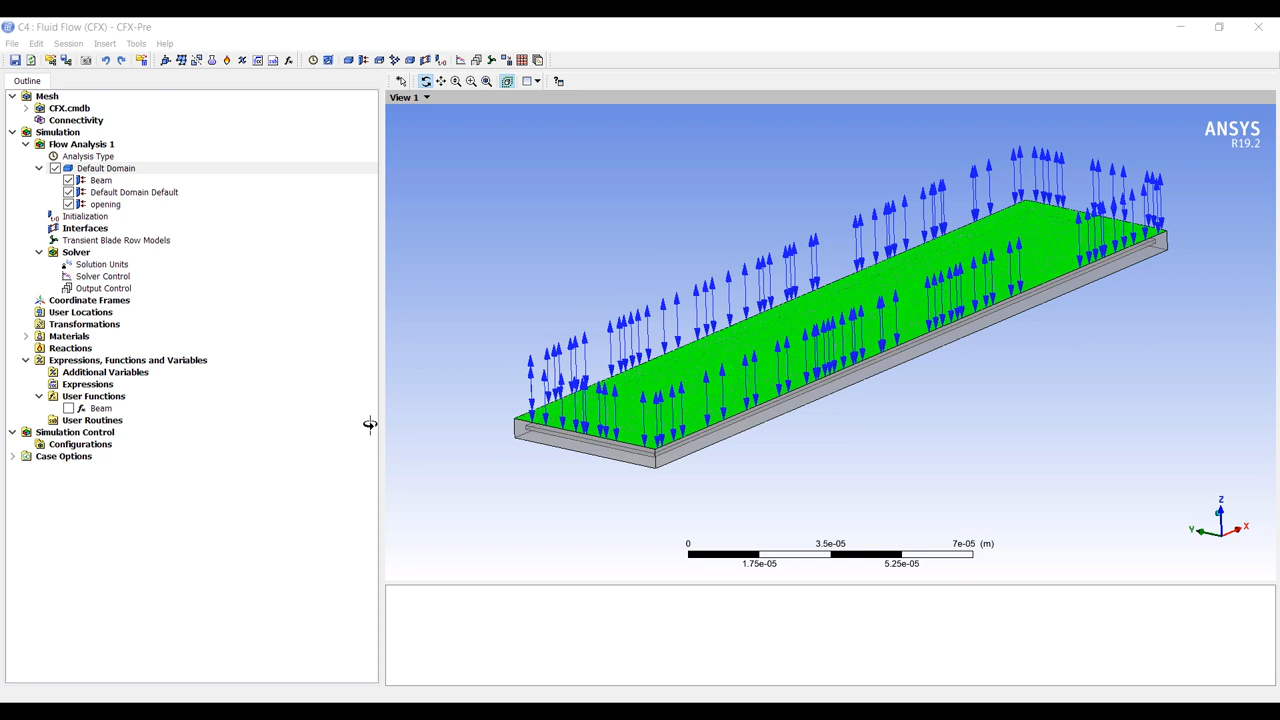 C4 : Fluid Flow (CFX) - CFX-Pre
File Edit Session Insert Tools Help
Outline
View 1
Mesh
CFX.cmdb
Connectivity
Simulation
Flow Analysis 1
Analysis Type
Default Domain
Beam
Default Domain Default
opening
Initialization
Interfaces
Transient Blade Row Models
Solver
Solution Units
Solver Control
Output Control
Coordinate Frames
User Locations
Transformations
Materials
Reactions
Expressions, Functions and Variables
Additional Variables
Expressions
User Functions
Beam
User Routines
Simulation Control
Configurations
Case Options
ANSYS
R19.2
Z
Y
X
0 3.5e-05 7e-05 (m)
1.75e-05 5.25e-05